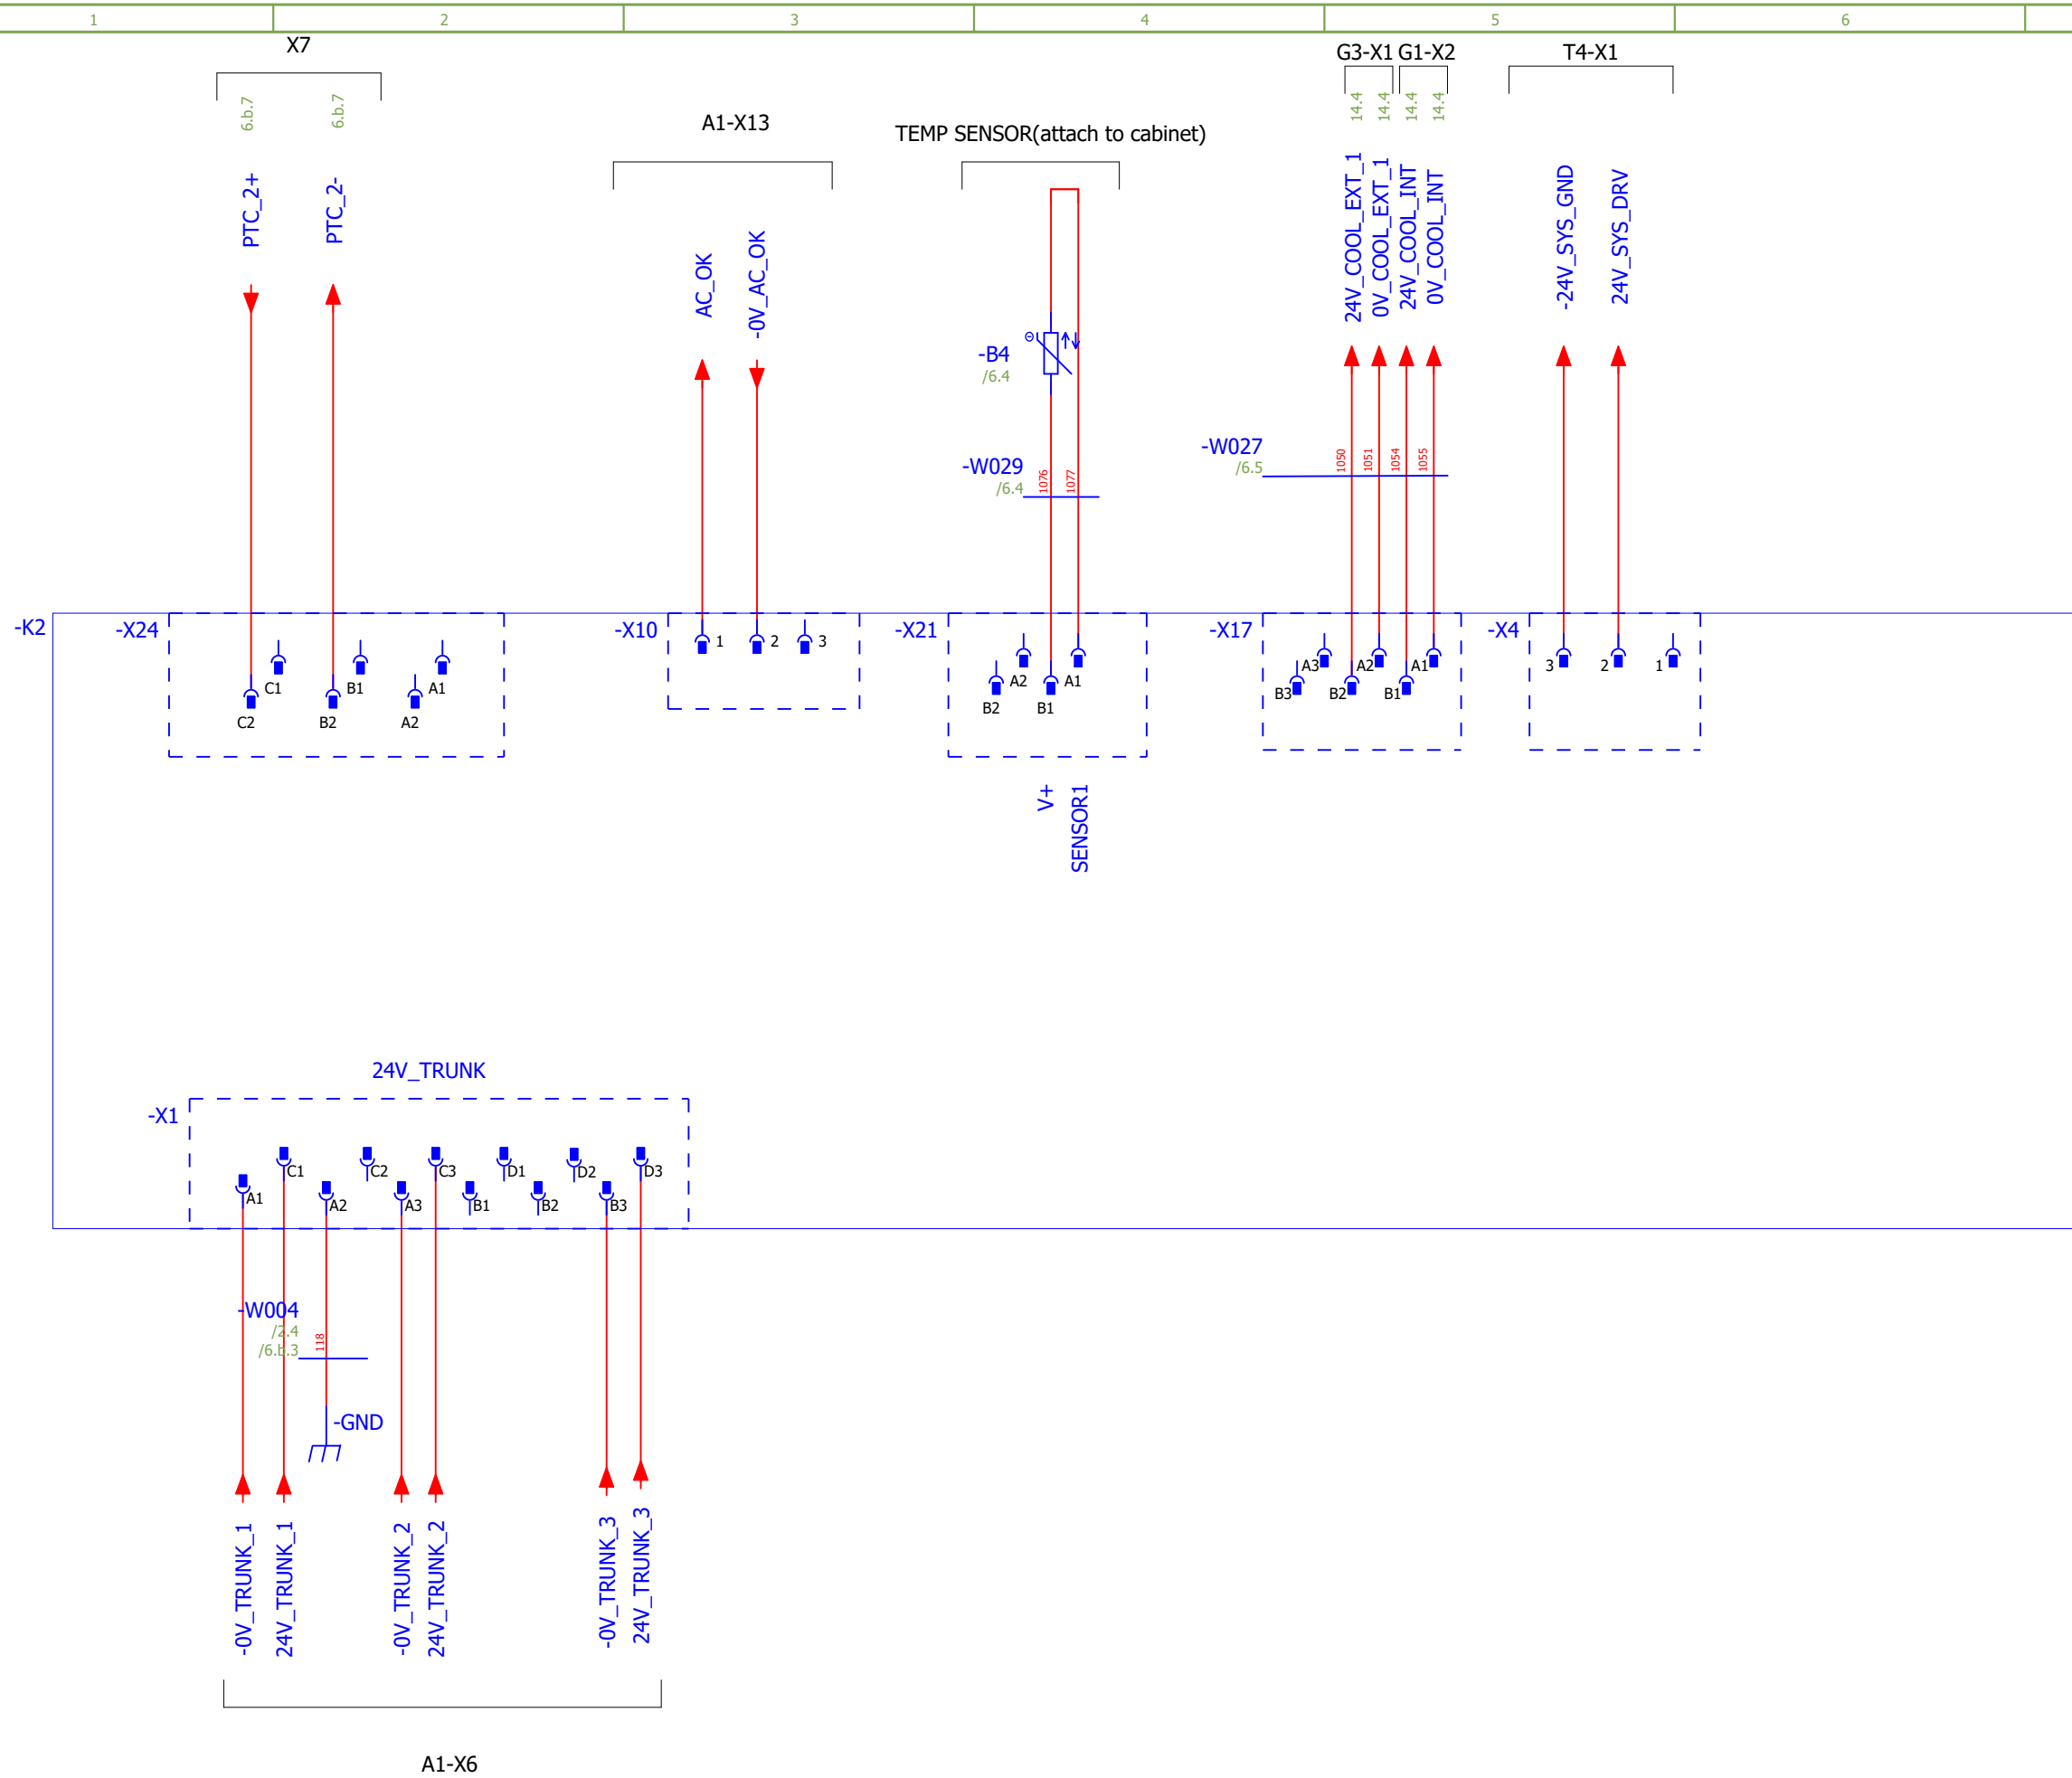 1 2 3 4 5 6
X7
G3-X1 G1-X2
T4-X1
6.b.7
6.b.7
14.4
14.4
14.4
14.4
A1-X13
TEMP SENSOR(attach to cabinet)
PTC_2+
PTC_2-
AC_OK
-0V_AC_OK
24V_COOL_EXT_1
0V_COOL_EXT_1
24V_COOL_INT
0V_COOL_INT
-24V_SYS_GND
24V_SYS_DRV
Θ
-B4
/6.4
-W029
/6.4
1076
1077
-W027
/6.5
1050
1051
1054
1055
-K2
-X24
C1
B1
A1
C2
B2
A2
-X10
1
2
3
-X21
A2
A1
B2
B1
-X17
A3
A2
A1
B3
B2
B1
-X4
3
2
1
V+
SENSOR1
24V_TRUNK
-X1
C1
C2
C3
D1
D2
D3
A1
A2
A3
B1
B2
B3
-W004
/2.4
/6.b.3
118
-GND
-0V_TRUNK_1
24V_TRUNK_1
-0V_TRUNK_2
24V_TRUNK_2
-0V_TRUNK_3
24V_TRUNK_3
A1-X6